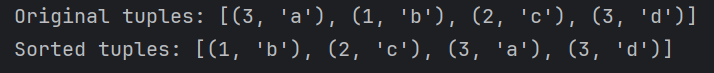 Original tuples: [(3, 'a'), (1, 'b'), (2, 'c'), (3, 'd')]
Sorted tuples: [(1, 'b'), (2, 'c'), (3, 'a'), (3, 'd')]